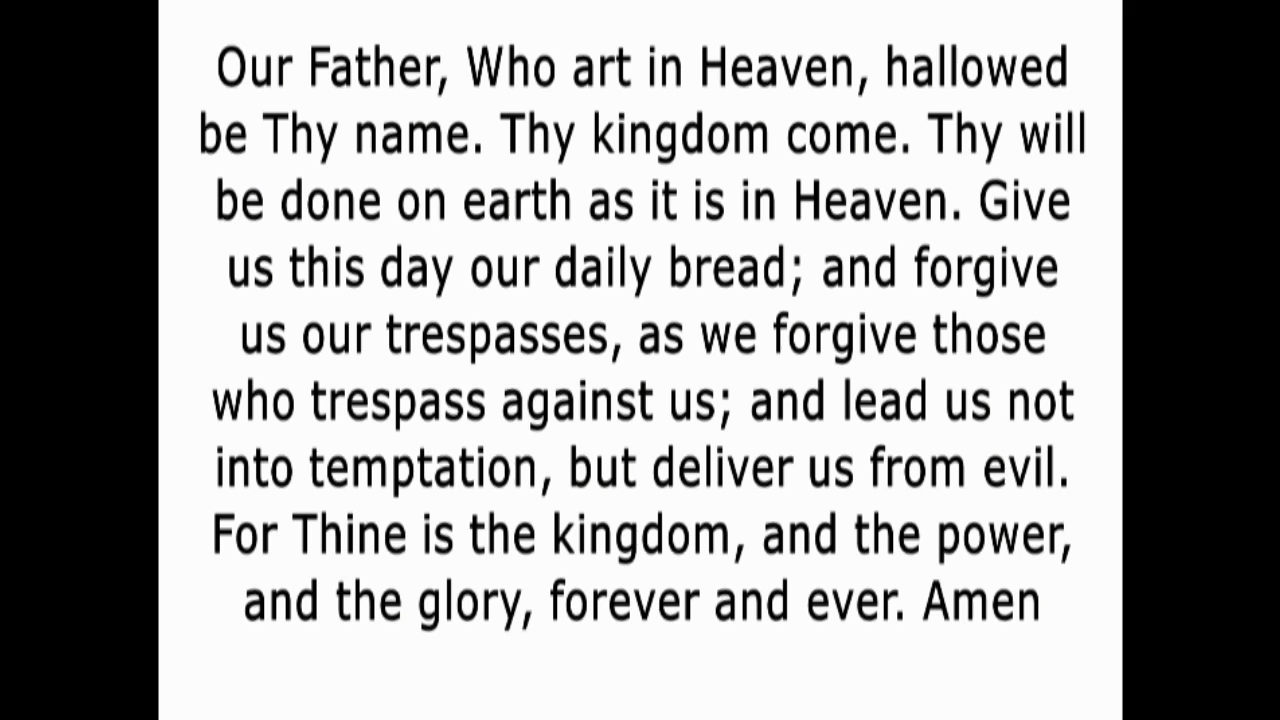 Our Father, Who art in Heaven, hallowed
be Thy name. Thy kingdom come. Thy will
be done on earth as it is in Heaven. Give
us this day our daily bread; and forgive
us our trespasses, as we forgive those
who trespass against us; and lead us not
into temptation, but deliver us from evil.
For Thine is the kingdom, and the power,
and the glory, forever and ever. Amen